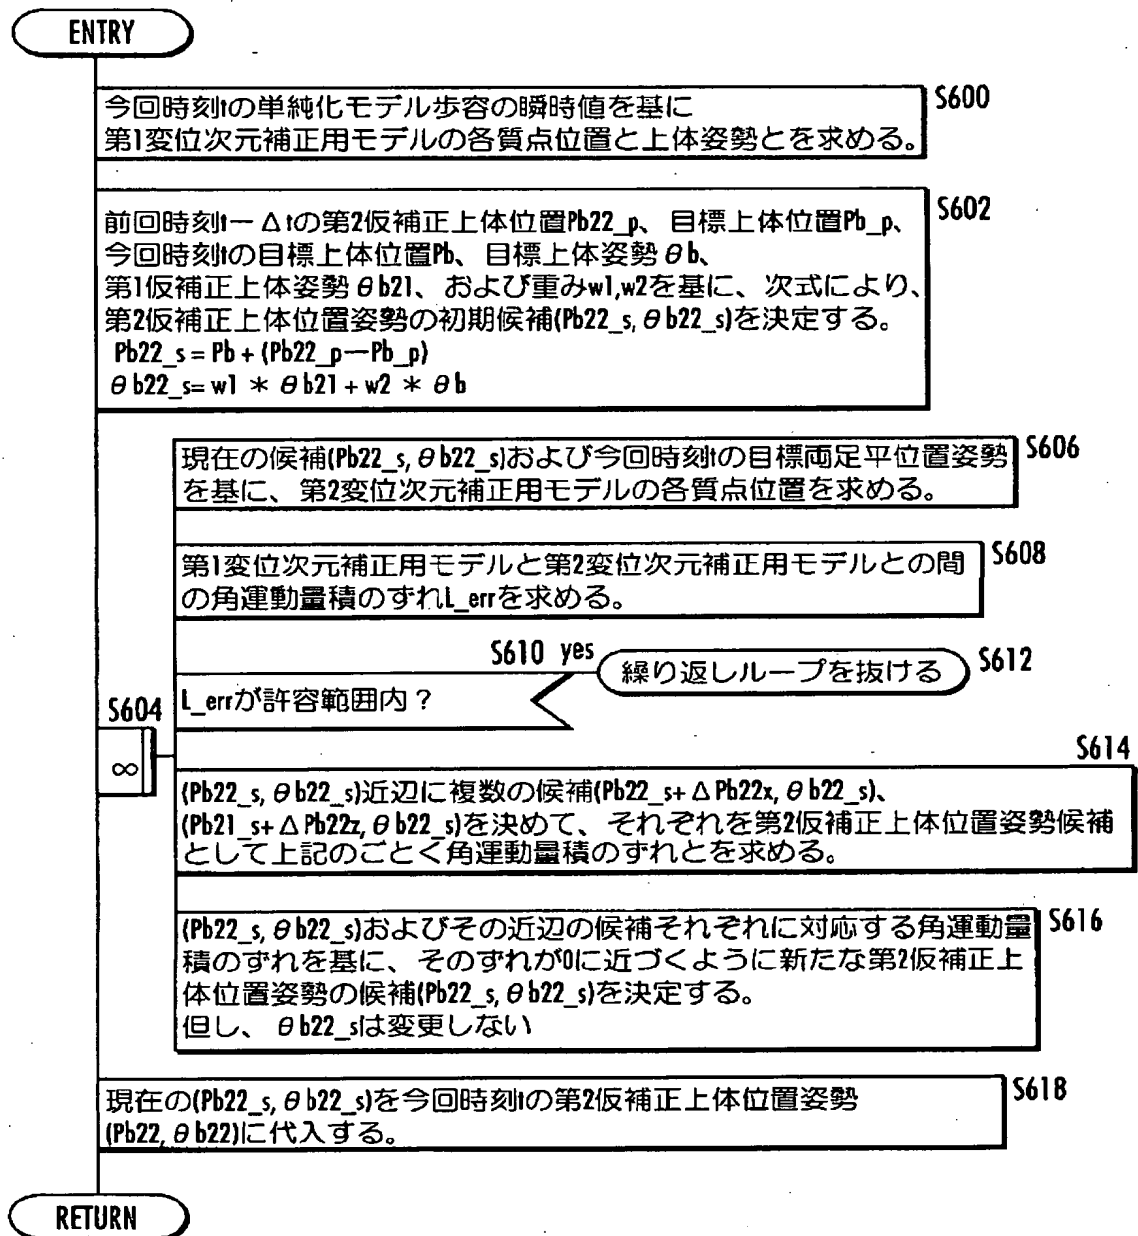 ENTRY
S600
今回時刻tの単純化モデル歩容の瞬時値を基に
第1変位次元補正用モデルの各質点位置と上体姿勢とを求める。
S602
前回時刻t-Δtの第2仮補正上体位置Pb22_p、目標上体位置Pb_p、
今回時刻tの目標上体位置Pb、目標上体姿勢θb、
第1仮補正上体姿勢θb21、および重みw1,w2を基に、次式により、
第2仮補正上体位置姿勢の初期候補(Pb22_s,θb22_s)を決定する。
Pb22_s = Pb + (Pb22_p-Pb_p)
θb22_s= w1 * θb21 + w2 * θb
S606
現在の候補(Pb22_s,θb22_s)および今回時刻tの目標両足平位置姿勢
を基に、第2変位次元補正用モデルの各質点位置を求める。
S608
第1変位次元補正用モデルと第2変位次元補正用モデルとの間
の角運動量積のずれL_errを求める。
S610 yes
繰り返しループを抜ける
S612
L_errが許容範囲内？
S604
∞
S614
(Pb22_s,θb22_s)近辺に複数の候補(Pb22_s+ΔPb22x,θb22_s)、
(Pb21_s+ΔPb22z,θb22_s)を決めて、それぞれを第2仮補正上体位置姿勢候補
として上記のごとく角運動量積のずれとを求める。
S616
(Pb22_s,θb22_s)およびその近辺の候補それぞれに対応する角運動量
積のずれを基に、そのずれが0に近づくように新たな第2仮補正上
体位置姿勢の候補(Pb22_s,θb22_s)を決定する。
但し、θb22_sは変更しない
S618
現在の(Pb22_s,θb22_s)を今回時刻tの第2仮補正上体位置姿勢
(Pb22,θb22)に代入する。
RETURN